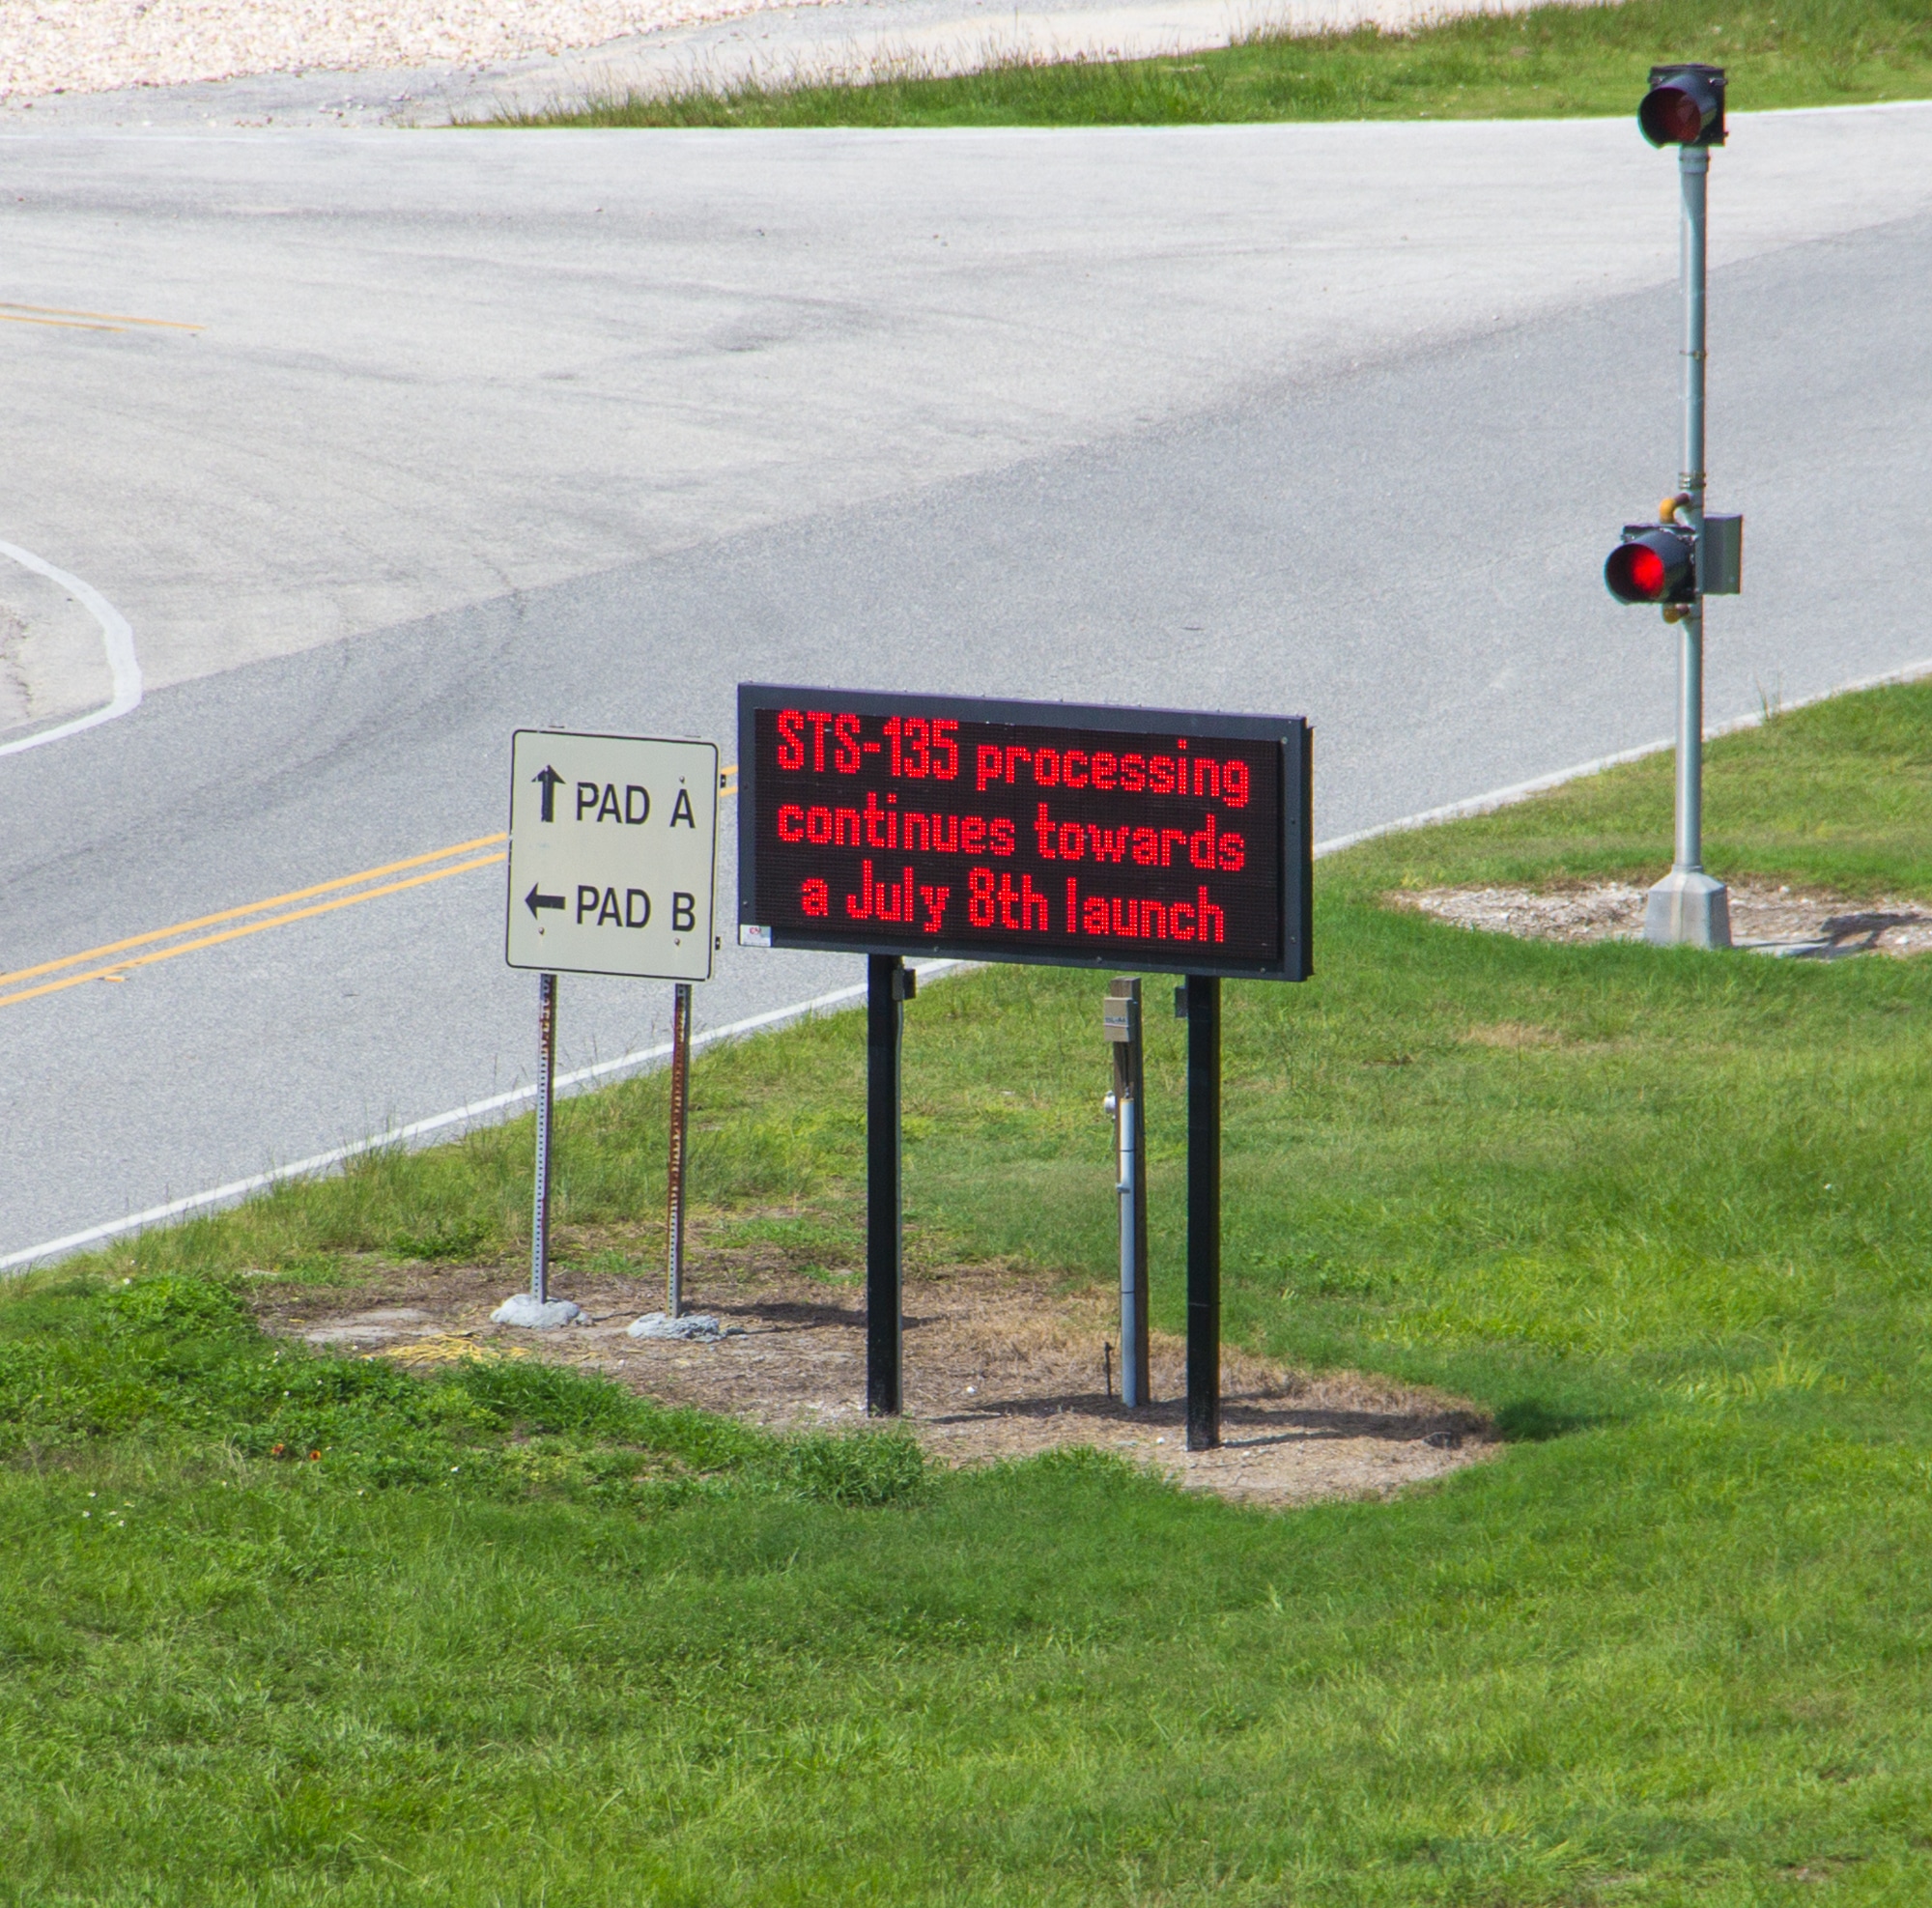 PAD A
PAD B
STS-135 processing
continues towards
a July 8th launch